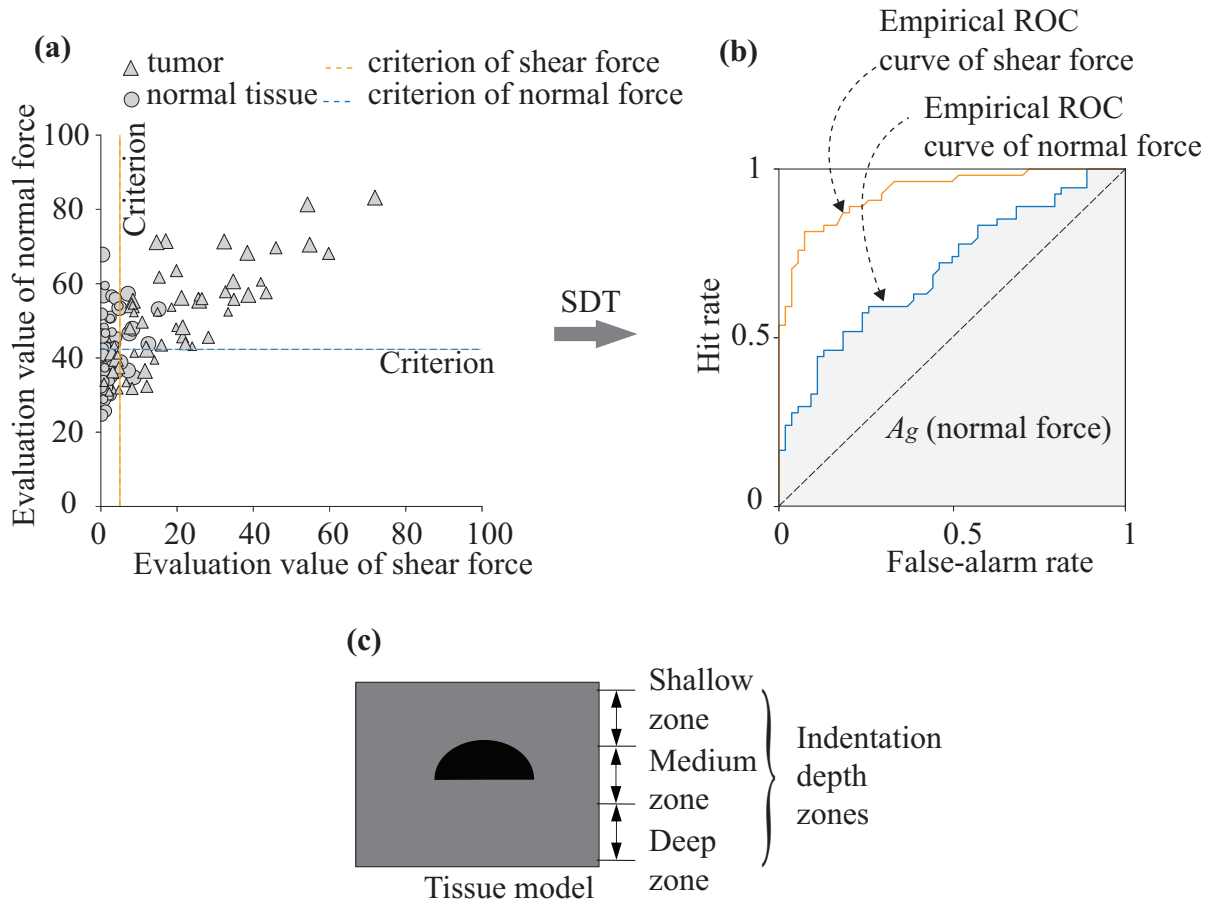 (a)
tumor
normal tissue
criterion of shear force
criterion of normal force
Evaluation value of normal force
100
80
60
40
20
0
Criterion
Criterion
0
20
40
60
80
100
Evaluation value of shear force
SDT
(b)
Empirical ROC
curve of shear force
Empirical ROC
curve of normal force
Hit rate
1
0.5
0
Ag (normal force)
0
0.5
1
False-alarm rate
(c)
Shallow
zone
Medium
zone
Deep
zone
Indentation
depth
zones
Tissue model